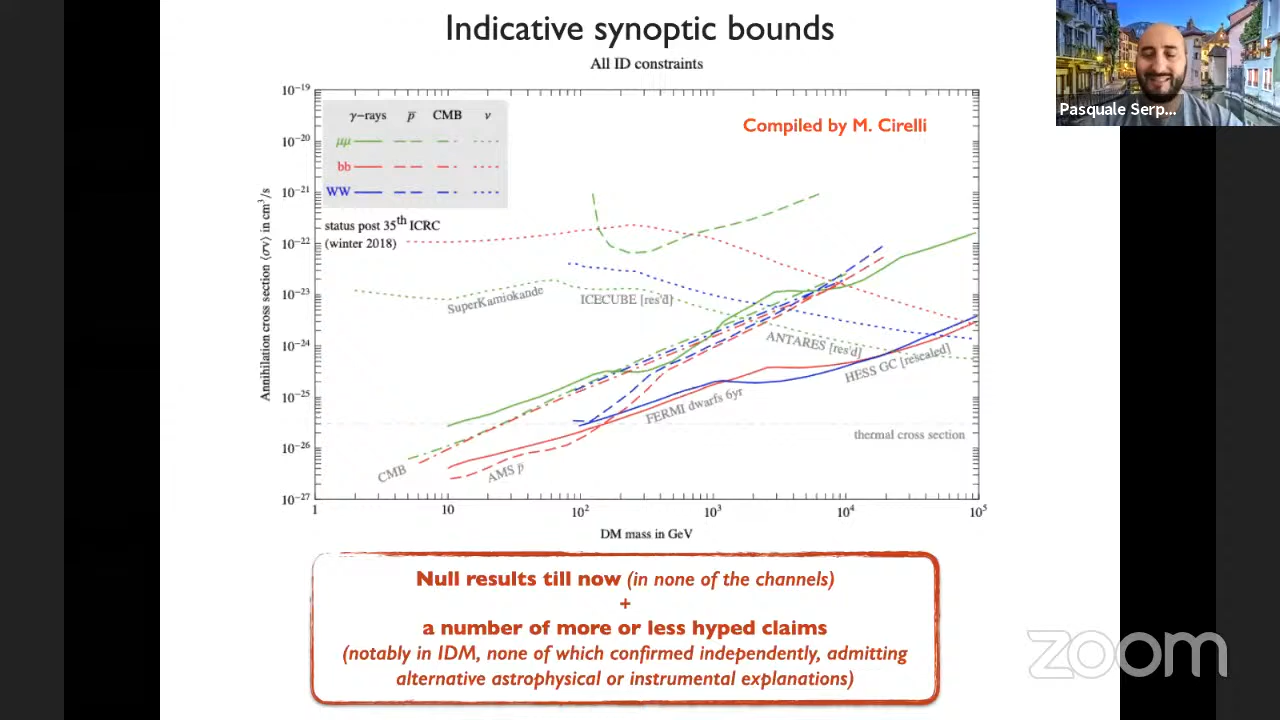 Indicative synoptic bounds
All ID constraints
Compiled by M. Cirelli
γ-rays p̅ CMB ν
μμ
bb
WW
status post 35th ICRC
(winter 2018)
Annihilation cross section ⟨σv⟩ in cm³/s
10⁻¹⁹
10⁻²⁰
10⁻²¹
10⁻²²
10⁻²³
10⁻²⁴
10⁻²⁵
10⁻²⁶
10⁻²⁷
SuperKamiokande
ICECUBE [res'd]
ANTARES [res'd]
HESS GC [rescaled]
FERMI dwarfs 6yr
thermal cross section
CMB
AMS p̅
1 10 10² 10³ 10⁴ 10⁵
DM mass in GeV
Null results till now (in none of the channels)
+
a number of more or less hyped claims
(notably in IDM, none of which confirmed independently, admitting
alternative astrophysical or instrumental explanations)
Pasquale Serp...
zoom